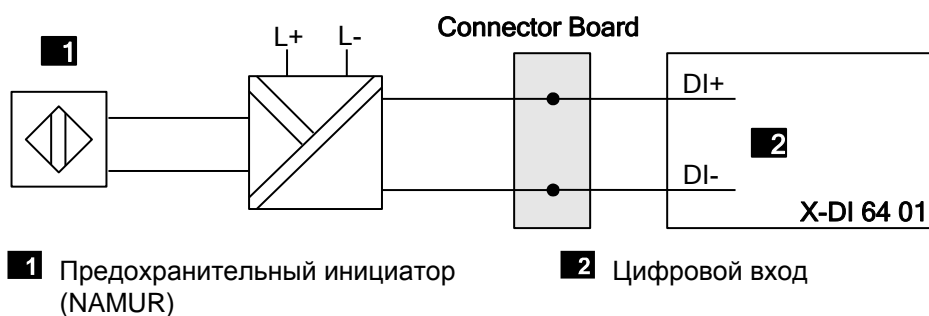 Connector Board
1
L+ L-
DI+
2
DI-
X-DI 64 01
1 Предохранительный инициатор
(NAMUR)
2 Цифровой вход